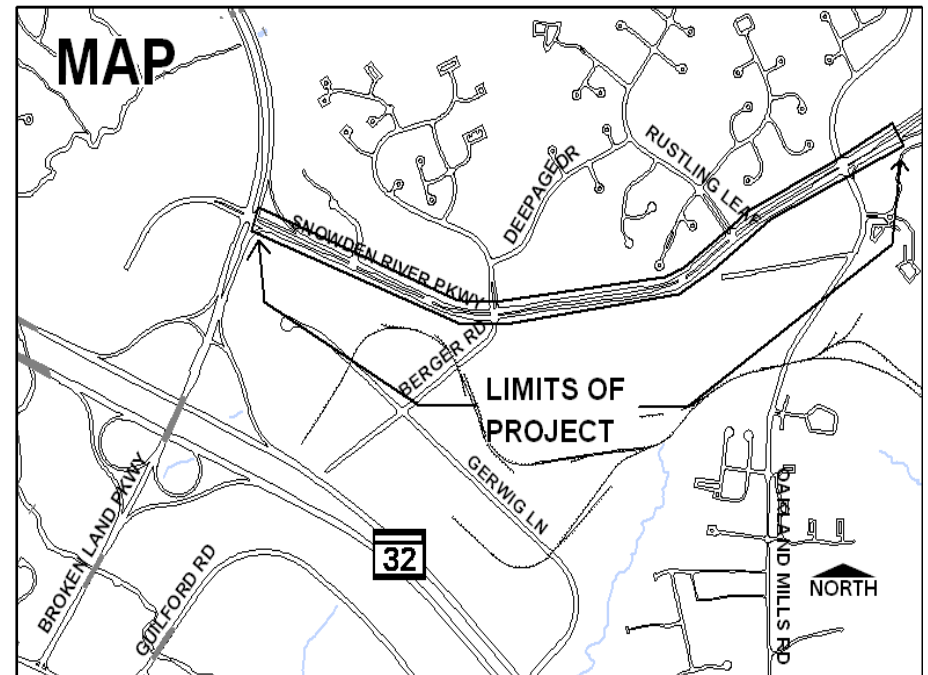 MAP
RUSTLING LEAF
DEEPAGE DR
SNOWDEN RIVER PKWY
BERGER RD
LIMITS OF
PROJECT
GERWIG LN
BROKEN LAND PKWY
GUILFORD RD
32
OAKLAND MILLS RD
NORTH